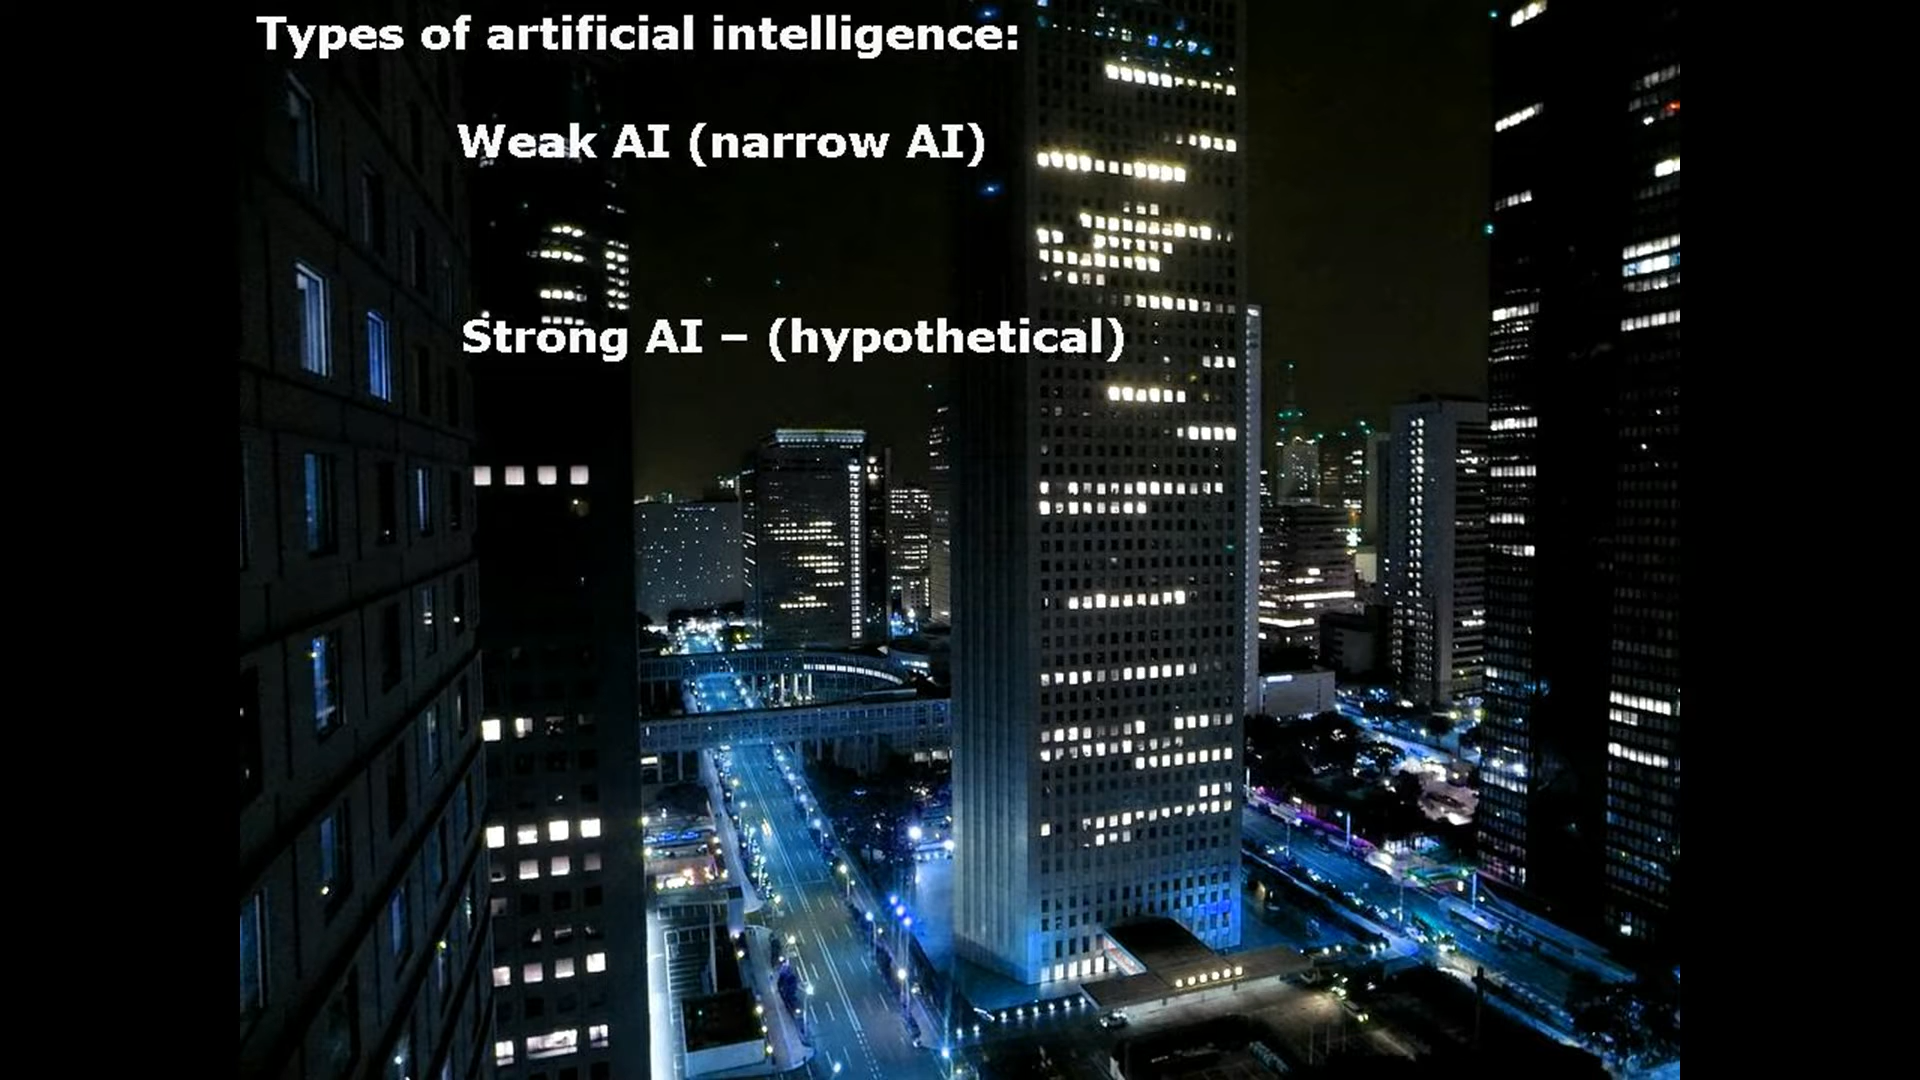 Types of artificial intelligence:
Weak AI (narrow AI)
Strong AI – (hypothetical)